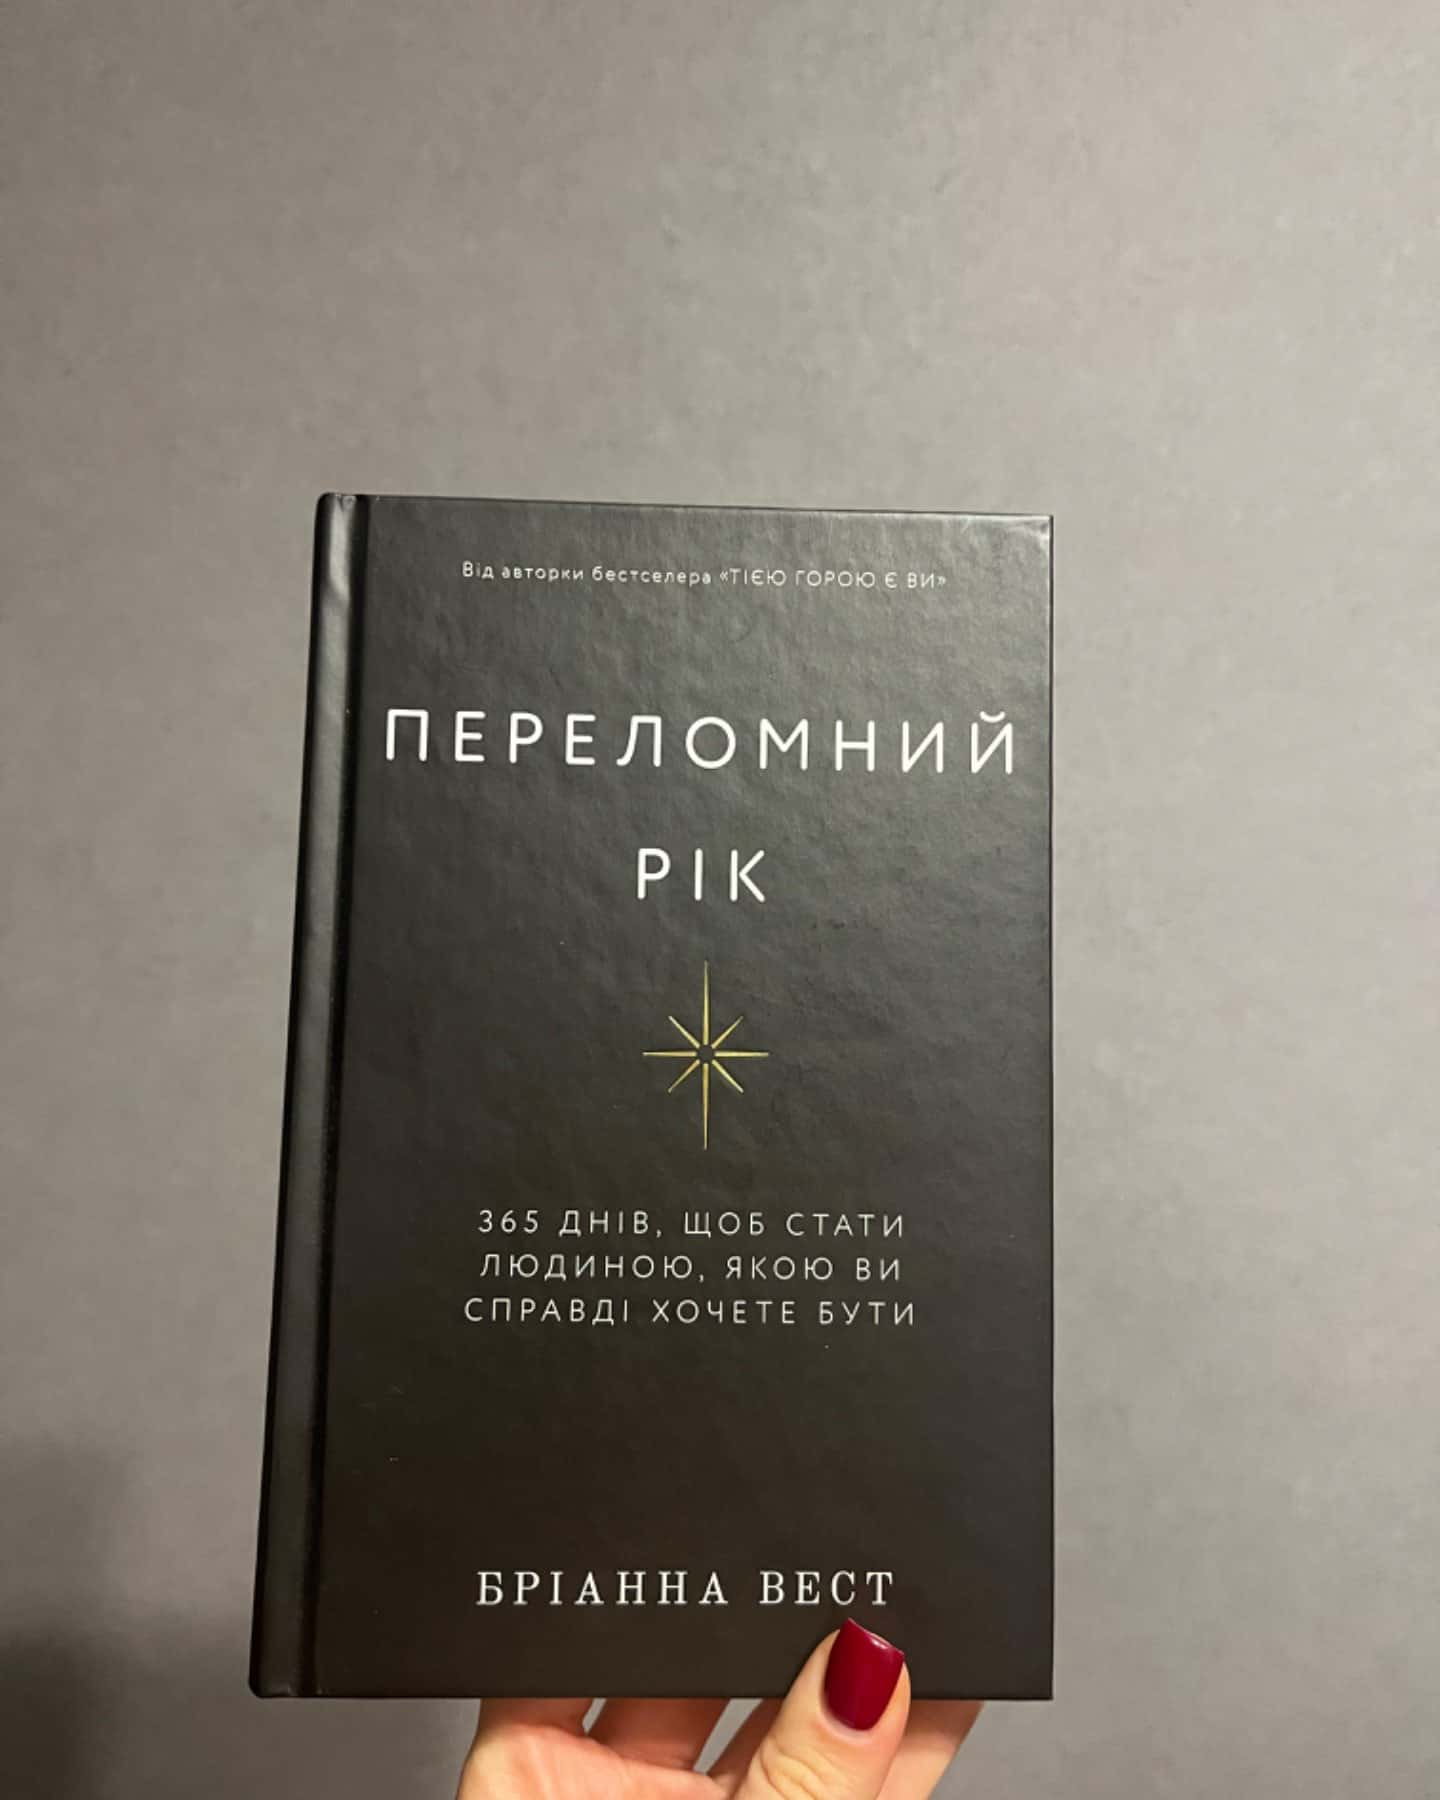 Від авторки бестселера «ТІЄЮ ГОРОЮ Є ВИ»
ПЕРЕЛОМНИЙ
РІК
365 ДНІВ, ЩОБ СТАТИ
ЛЮДИНОЮ, ЯКОЮ ВИ
СПРАВДІ ХОЧЕТЕ БУТИ
БРІАННА ВЕСТ